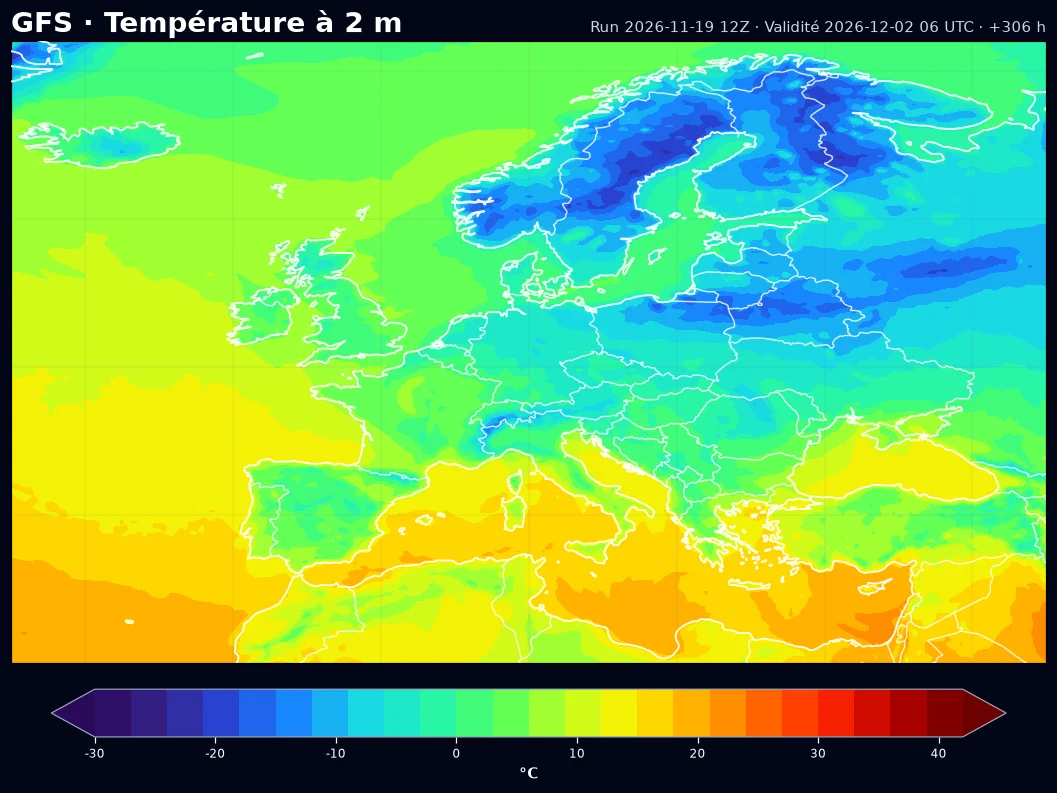 GFS · Température à 2 m
Run 2026-11-19 12Z · Validité 2026-12-02 06 UTC · +306 h
-30 -20 -10 0 10 20 30 40
°C